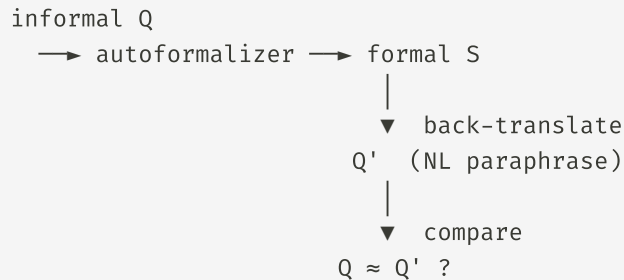 informal Q
──► autoformalizer ──► formal S
│
▼ back-translate
Q' (NL paraphrase)
│
▼ compare
Q ≈ Q' ?